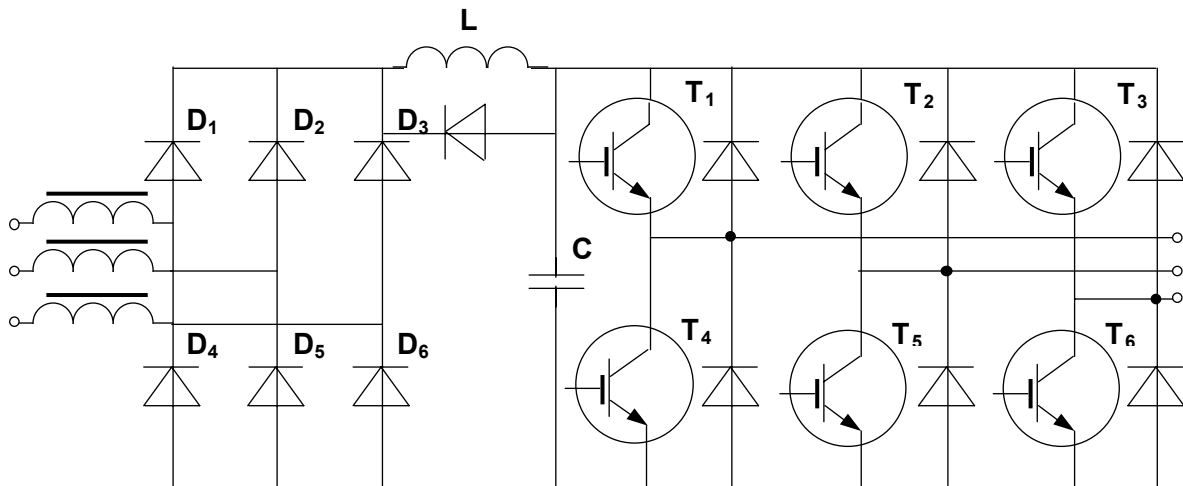 L
D₁ D₂ D₃ T₁ T₂ T₃
C
D₄ D₅ D₆ T₄ T₅ T₆